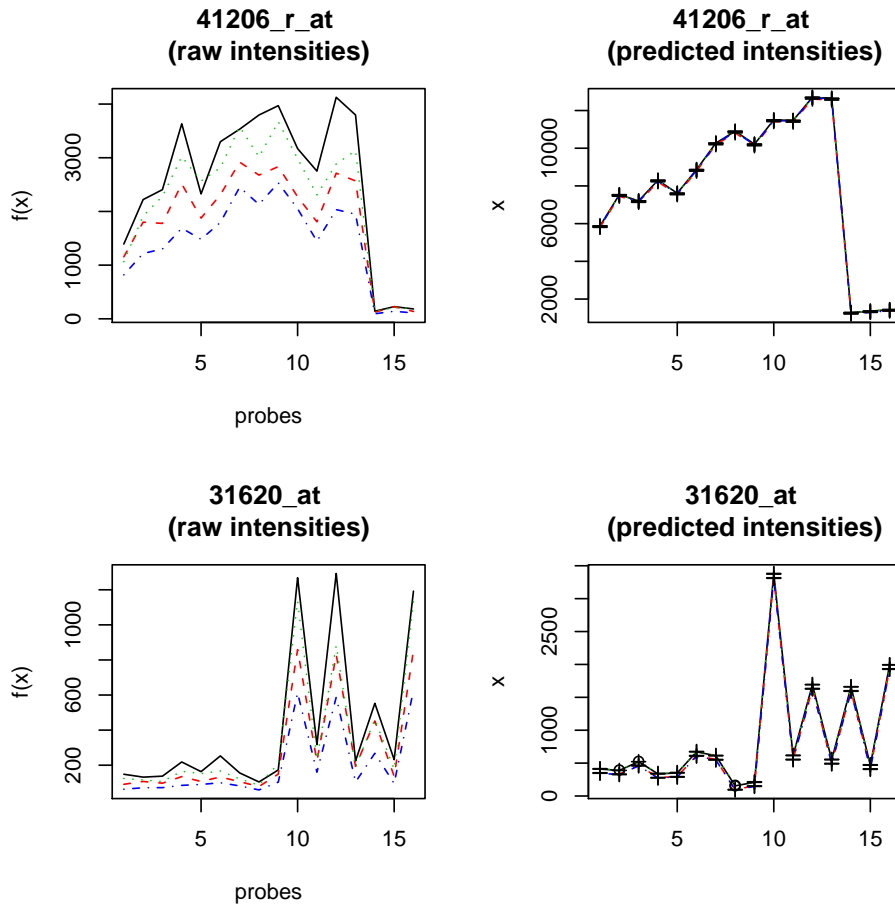 41206_r_at
(raw intensities)
f(x)
0
1000
3000
5
10
15
probes
41206_r_at
(predicted intensities)
x
2000
6000
10000
5
10
15
31620_at
(raw intensities)
f(x)
200
600
1000
5
10
15
probes
31620_at
(predicted intensities)
x
0
1000
2500
5
10
15